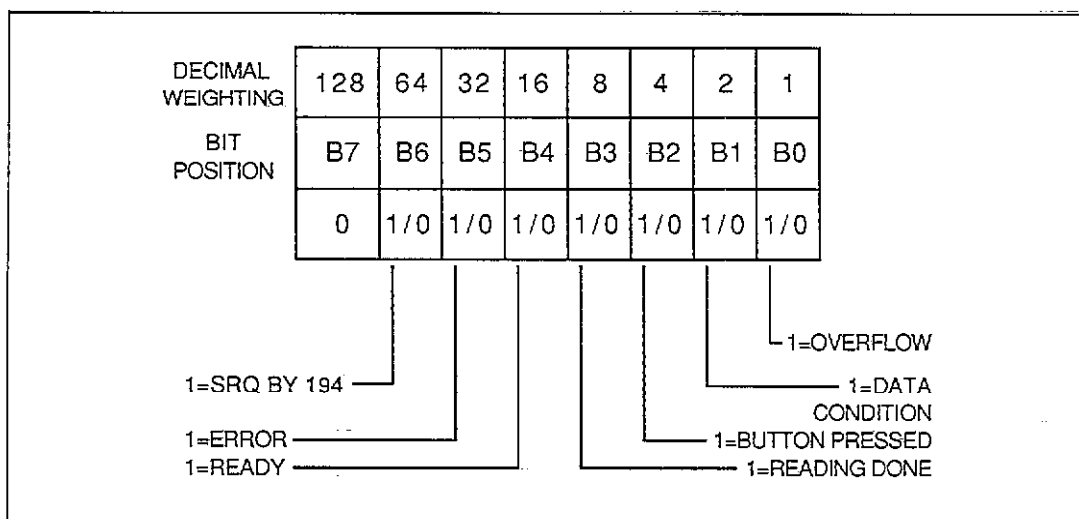 DECIMAL
WEIGHTING
128 64 32 16 8 4 2 1
BIT
POSITION
B7 B6 B5 B4 B3 B2 B1 B0
0 1/0 1/0 1/0 1/0 1/0 1/0 1/0
1=OVERFLOW
1=SRQ BY 194
1=DATA
CONDITION
1=ERROR
1=BUTTON PRESSED
1=READY
1=READING DONE